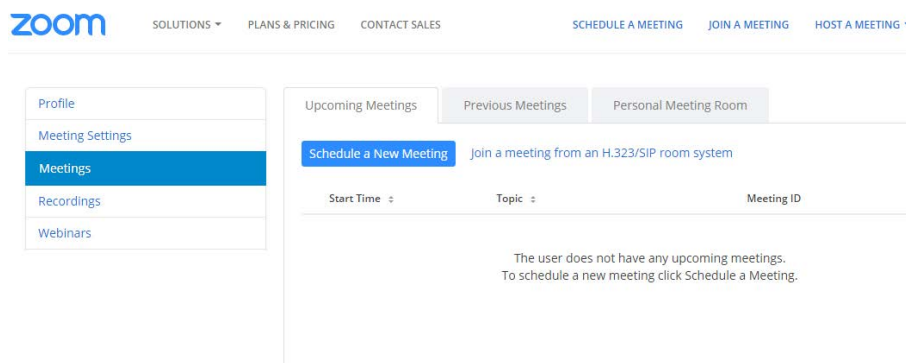 zoom SOLUTIONS PLANS & PRICING CONTACT SALES SCHEDULE A MEETING JOIN A MEETING HOST A MEETING
Profile
Meeting Settings
Meetings
Recordings
Webinars
Upcoming Meetings Previous Meetings Personal Meeting Room
Schedule a New Meeting Join a meeting from an H.323/SIP room system
Start Time Topic Meeting ID
The user does not have any upcoming meetings.
To schedule a new meeting click Schedule a Meeting.